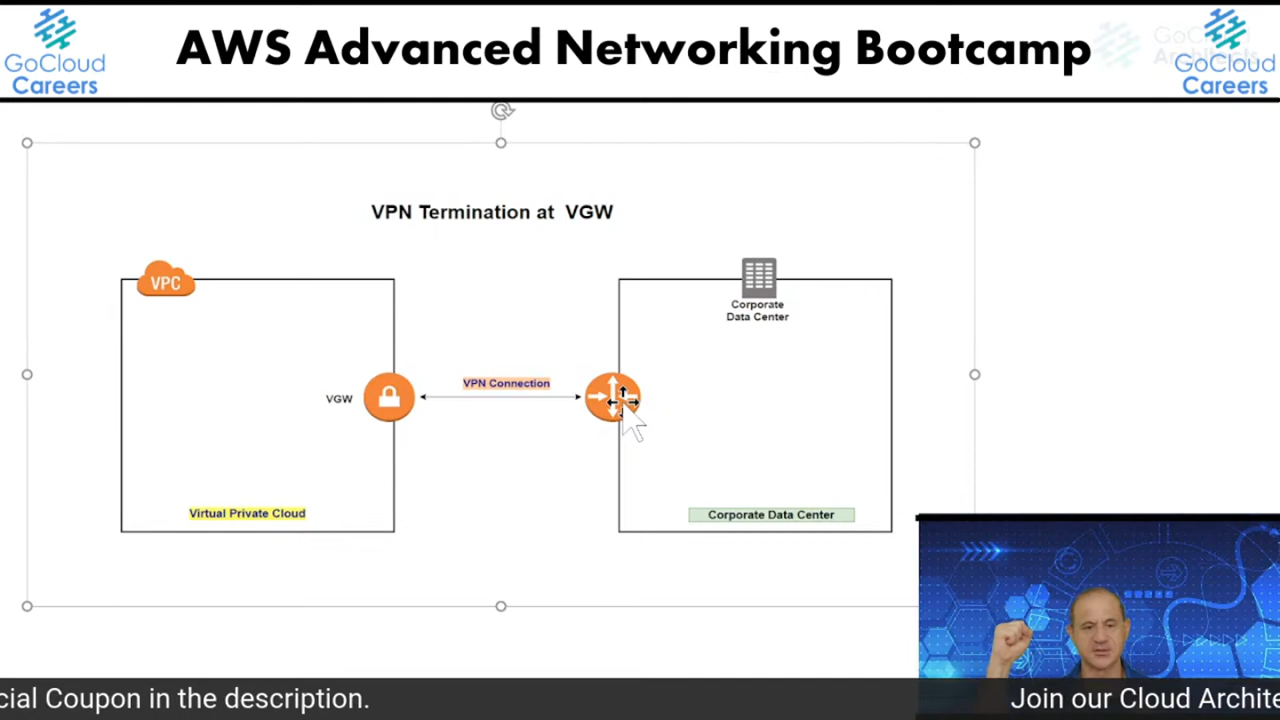 AWS Advanced Networking Bootcamp
GoCloud
Careers
GoCloud
Careers
VPN Termination at VGW
VPC
Corporate
Data Center
VPN Connection
VGW
Virtual Private Cloud
Corporate Data Center
cial Coupon in the description.
Join our Cloud Archite